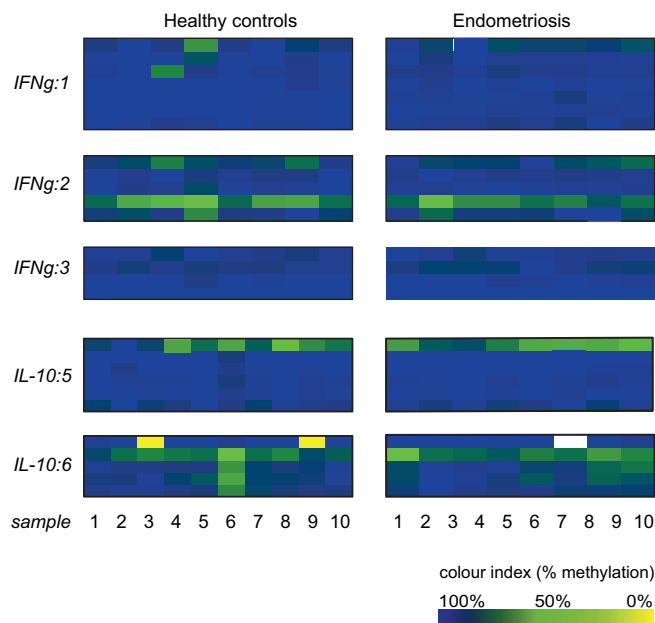 Healthy controls Endometriosis
IFNg:1
IFNg:2
IFNg:3
IL-10:5
IL-10:6
sample 1 2 3 4 5 6 7 8 9 10 1 2 3 4 5 6 7 8 9 10
colour index (% methylation)
100% 50% 0%